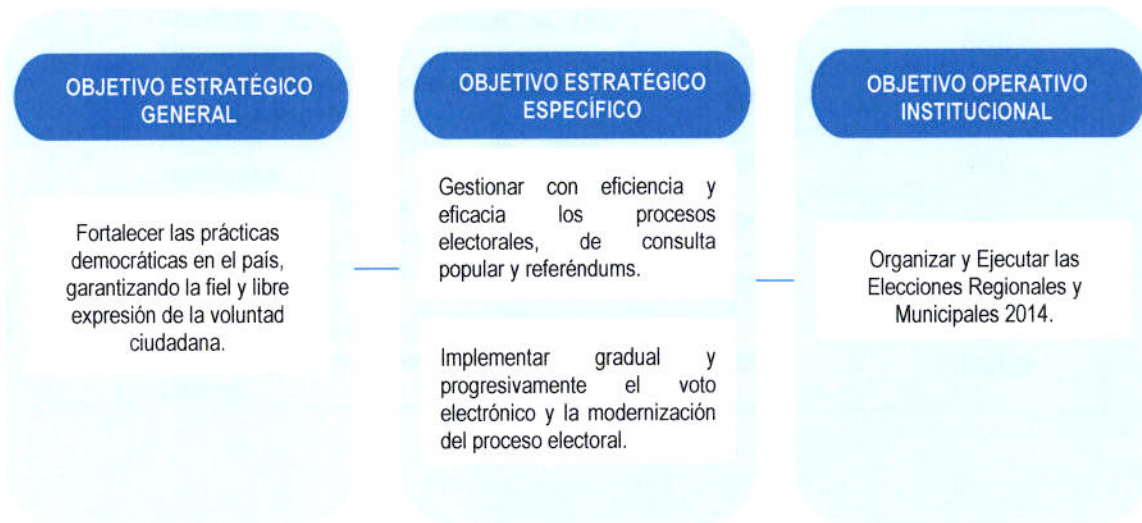 OBJETIVO ESTRATÉGICO
GENERAL
Fortalecer las prácticas
democráticas en el país,
garantizando la fiel y libre
expresión de la voluntad
ciudadana.
OBJETIVO ESTRATÉGICO
ESPECÍFICO
Gestionar con eficiencia y
eficacia los procesos
electorales, de consulta
popular y referéndums.
Implementar gradual y
progresivamente el voto
electrónico y la modernización
del proceso electoral.
OBJETIVO OPERATIVO
INSTITUCIONAL
Organizar y Ejecutar las
Elecciones Regionales y
Municipales 2014.